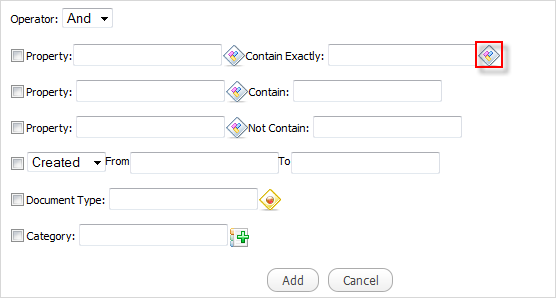 Operator: And
Property: Contain Exactly:
Property: Contain:
Property: Not Contain:
Created From To
Document Type:
Category:
Add Cancel